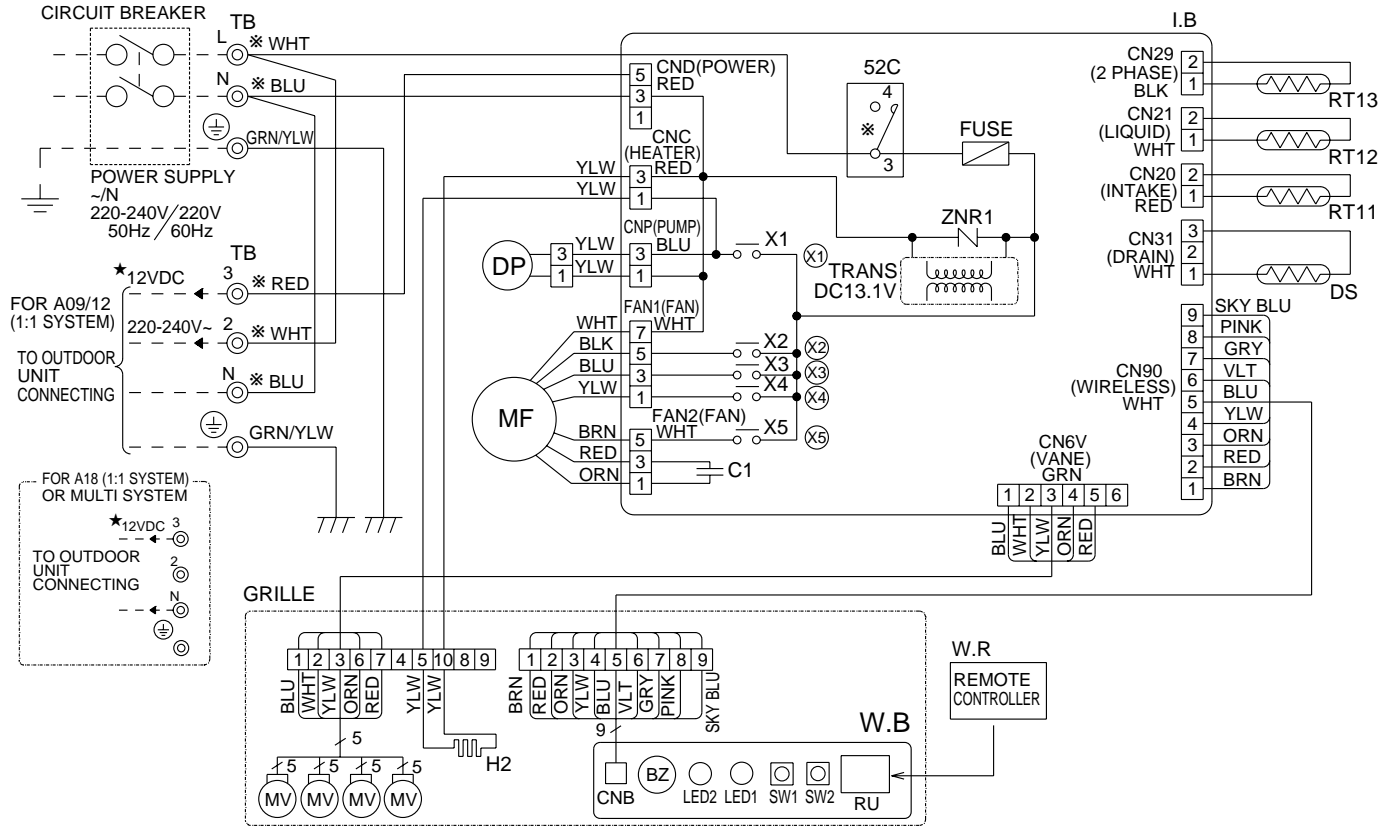 CIRCUIT BREAKER
TB
L
※ WHT
N
※ BLU
GRN/YLW
POWER SUPPLY
~/N
220-240V/220V
50Hz/60Hz
TB
★12VDC
3
※ RED
FOR A09/12
(1:1 SYSTEM)
220-240V~
2
※ WHT
TO OUTDOOR
UNIT
CONNECTING
N
※ BLU
GRN/YLW
FOR A18 (1:1 SYSTEM)
OR MULTI SYSTEM
★12VDC 3
TO OUTDOOR
UNIT
CONNECTING
2
N
I.B
5
3
1
CND(POWER)
RED
CNC
(HEATER)
RED
YLW
3
YLW
1
CNP(PUMP)
BLU
DP
3
YLW
3
1
YLW
1
X1
X1
FAN1(FAN)
WHT
WHT
7
BLK
5
X2
X2
BLU
3
X3
X3
YLW
1
X4
X4
MF
FAN2(FAN)
WHT
BRN
5
X5
X5
RED
3
ORN
1
C1
52C
4
※
3
FUSE
ZNR1
TRANS
DC13.1V
CN29
(2 PHASE)
BLK
2
1
RT13
CN21
(LIQUID)
WHT
2
1
RT12
CN20
(INTAKE)
RED
2
1
RT11
CN31
(DRAIN)
WHT
3
2
1
DS
CN90
(WIRELESS)
WHT
9
SKY BLU
8
PINK
7
GRY
6
VLT
5
BLU
4
YLW
3
ORN
2
RED
1
BRN
CN6V
(VANE)
GRN
1 2 3 4 5 6
BLU
WHT
YLW
ORN
RED
GRILLE
1 2 3 6 7 4 5 10 8 9
BLU
WHT
YLW
ORN
RED
YLW
YLW
5
H2
5
5
5
5
MV
MV
MV
MV
1 2 3 4 5 6 7 8 9
BRN
RED
ORN
YLW
BLU
VLT
GRY
PINK
SKY BLU
9
W.B
CNB
BZ
LED2
LED1
SW1
SW2
RU
W.R
REMOTE
CONTROLLER